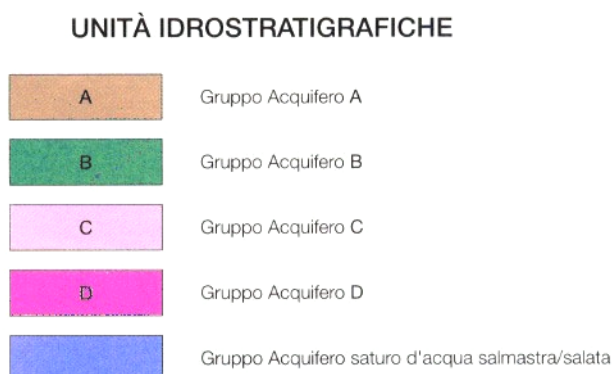 UNITÀ IDROSTRATIGRAFICHE
A Gruppo Acquifero A
B Gruppo Acquifero B
C Gruppo Acquifero C
D Gruppo Acquifero D
Gruppo Acquifero saturo d'acqua salmastra/salata